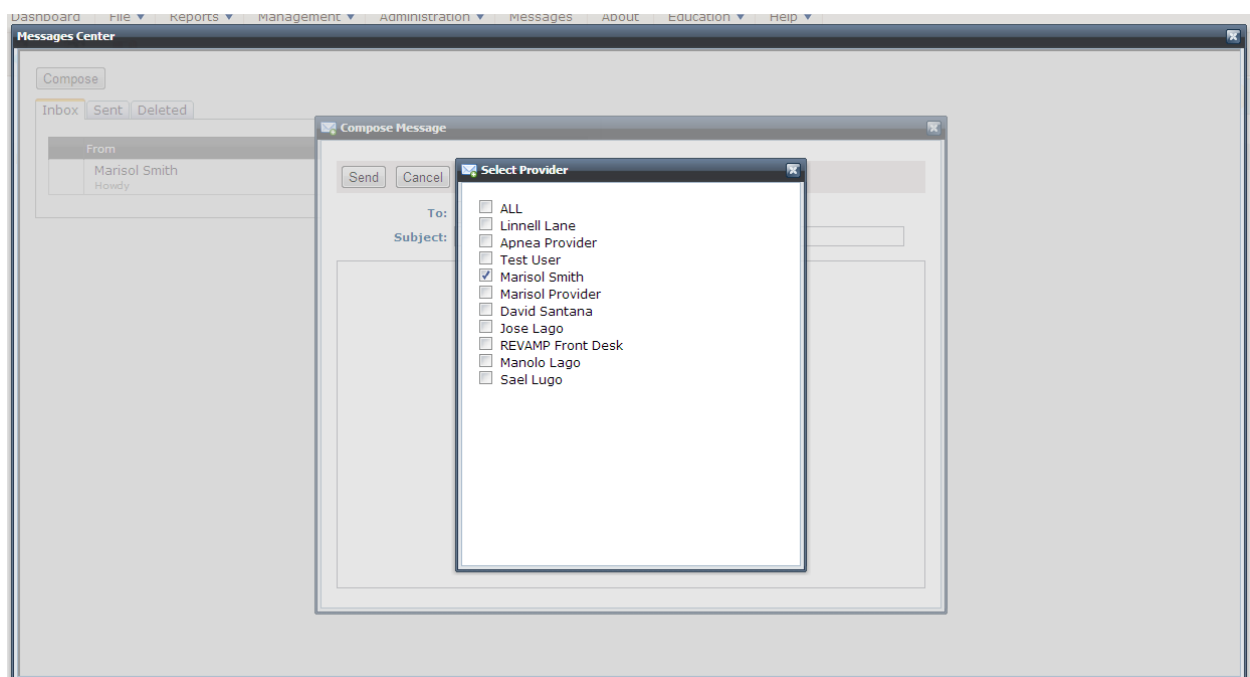 Dashboard File Reports Management Administration Messages About Education Help
Messages Center
Compose
Inbox Sent Deleted
Compose Message
From
Marisol Smith
Howdy
Send Cancel
Select Provider
To:
Subject:
ALL
Linnell Lane
Apnea Provider
Test User
Marisol Smith
Marisol Provider
David Santana
Jose Lago
REVAMP Front Desk
Manolo Lago
Sael Lugo